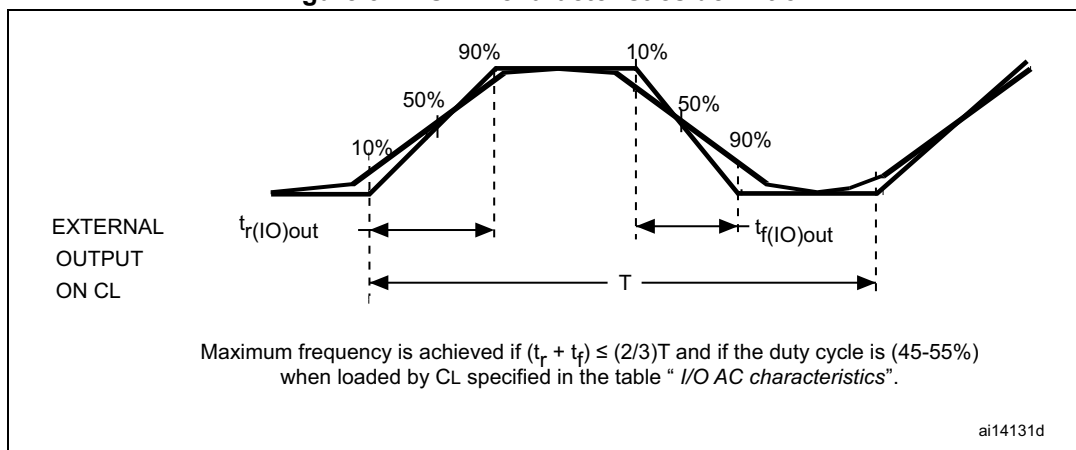 90% 10%
50% 50%
10% 90%
EXTERNAL tr(IO)out tf(IO)out
OUTPUT
ON CL
T
Maximum frequency is achieved if (tr + tf) ≤ (2/3)T and if the duty cycle is (45-55%)
when loaded by CL specified in the table “ I/O AC characteristics”.
ai14131d